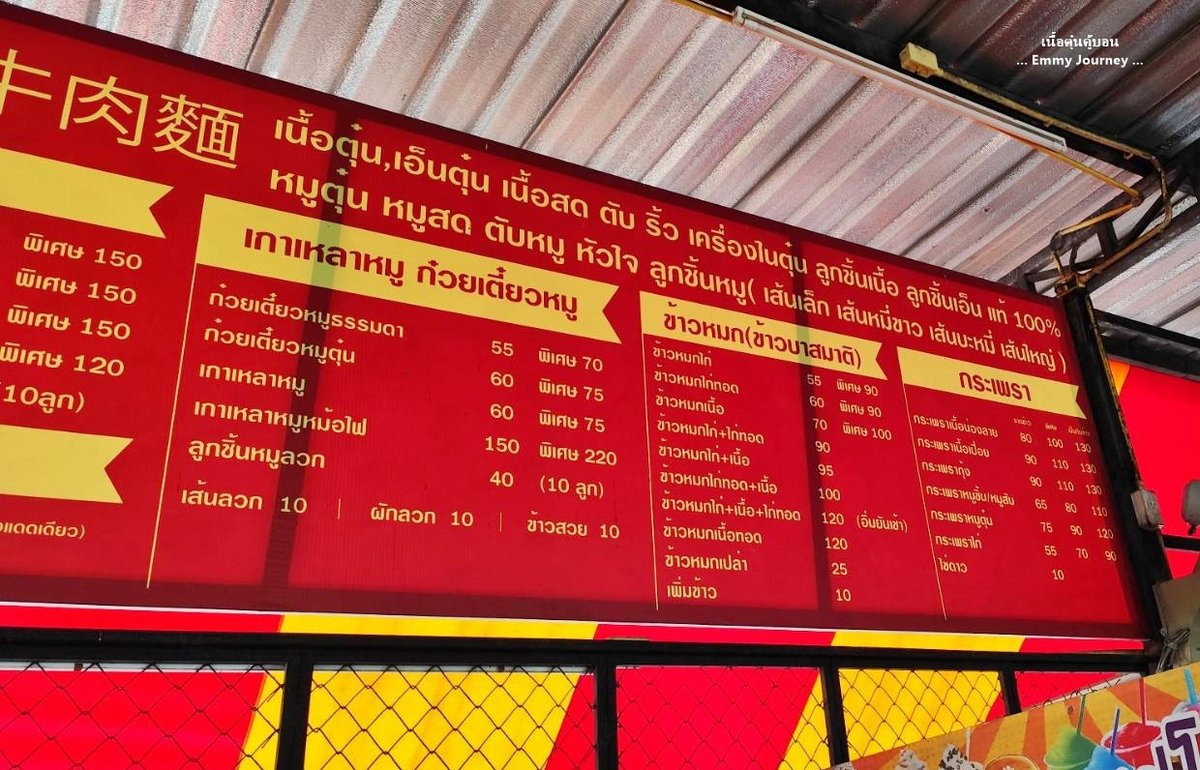 เนื้อตุ๋นคู้บอน
... Emmy Journey ...
牛肉麵
เนื้อตุ๋น,เอ็นตุ๋น เนื้อสด ตับ ริ้ว เครื่องในตุ๋น ลูกชิ้นเนื้อ ลูกชิ้นเอ็น แท้ 100%
หมูตุ๋น หมูสด ตับหมู หัวใจ ลูกชิ้นหมู( เส้นเล็ก เส้นหมี่ขาว เส้นบะหมี่ เส้นใหญ่ )
พิเศษ 150
พิเศษ 150
พิเศษ 150
พิเศษ 120
(10ลูก)
แดดเดียว)
เกาเหลาหมู ก๋วยเตี๋ยวหมู
ก๋วยเตี๋ยวหมูธรรมดา 55 พิเศษ 70
ก๋วยเตี๋ยวหมูตุ๋น 60 พิเศษ 75
เกาเหลาหมู 60 พิเศษ 75
เกาเหลาหมูหม้อไฟ 150 พิเศษ 220
ลูกชิ้นหมูลวก 40 (10 ลูก)
เส้นลวก 10 | ผักลวก 10 | ข้าวสวย 10
ข้าวหมก(ข้าวบาสมาติ)
ข้าวหมกไก่ 55 พิเศษ 90
ข้าวหมกไก่ทอด 60 พิเศษ 90
ข้าวหมกเนื้อ 70 พิเศษ 100
ข้าวหมกไก่+ไก่ทอด 90
ข้าวหมกไก่+เนื้อ 95
ข้าวหมกไก่ทอด+เนื้อ 100
ข้าวหมกไก่+เนื้อ+ไก่ทอด 120 (อิ่มยันเช้า)
ข้าวหมกเนื้อทอด 120
ข้าวหมกเปล่า 25
เพิ่มข้าว 10
กระเพรา
กระเพราเนื้อน่องลาย 80 100 130
กระเพราเนื้อเปื่อย 90 110 130
กระเพรากุ้ง 90 110 130
กระเพราหมูชิ้น/หมูสับ 65 80 110
กระเพราหมูตุ๋น 75 90 120
กระเพราไก่ 55 70 90
ไข่ดาว 10